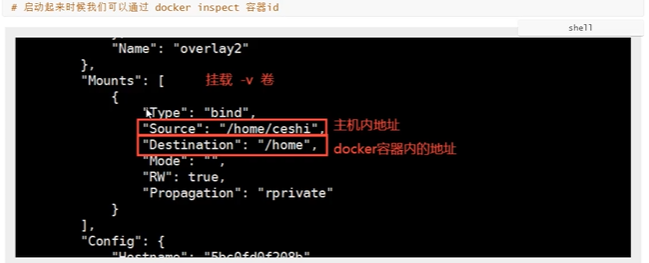 # 启动起来时候我们可以通过 docker inspect 容器id
shell
"Name": "overlay2"
},
"Mounts": [ 挂载 -v 卷
{
"Type": "bind",
"Source": "/home/ceshi", 主机内地址
"Destination": "/home", docker容器内的地址
"Mode": "",
"RW": true,
"Propagation": "rprivate"
}
],
"Config": {
"Hostname": "5bc0fd0f208b",